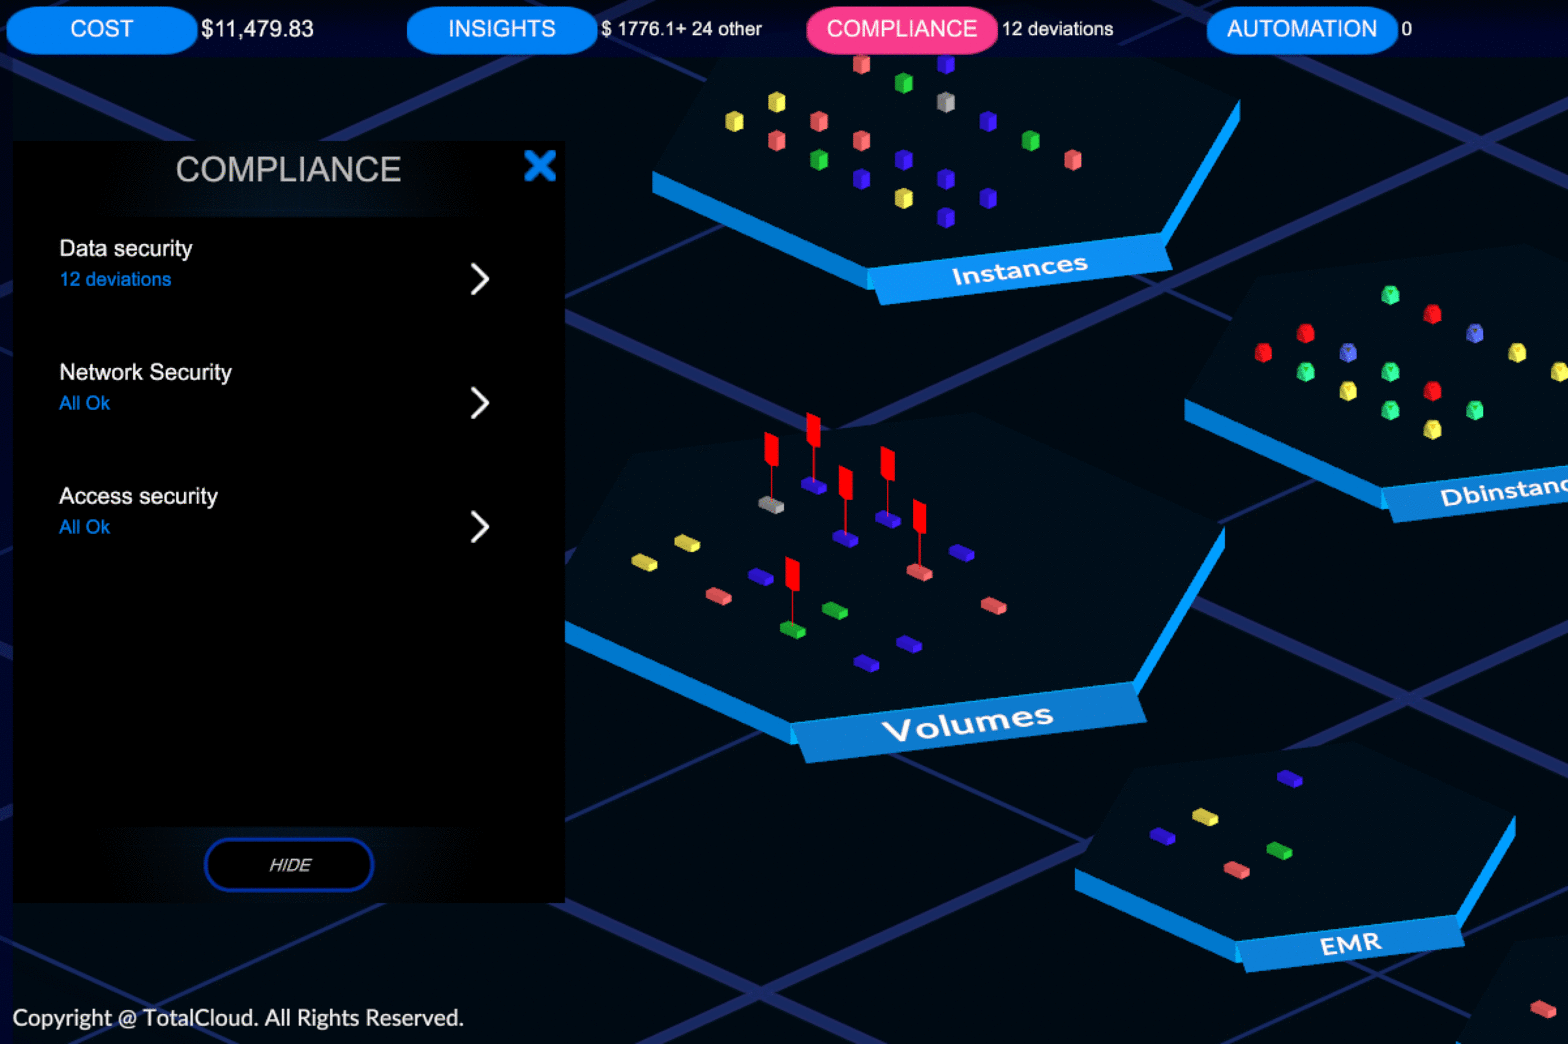 COST $11,479.83 INSIGHTS $ 1776.1+ 24 other COMPLIANCE 12 deviations AUTOMATION 0
COMPLIANCE
Data security
12 deviations
Network Security
All Ok
Access security
All Ok
HIDE
Instances
Dbinstanc
Volumes
EMR
Copyright @ TotalCloud. All Rights Reserved.